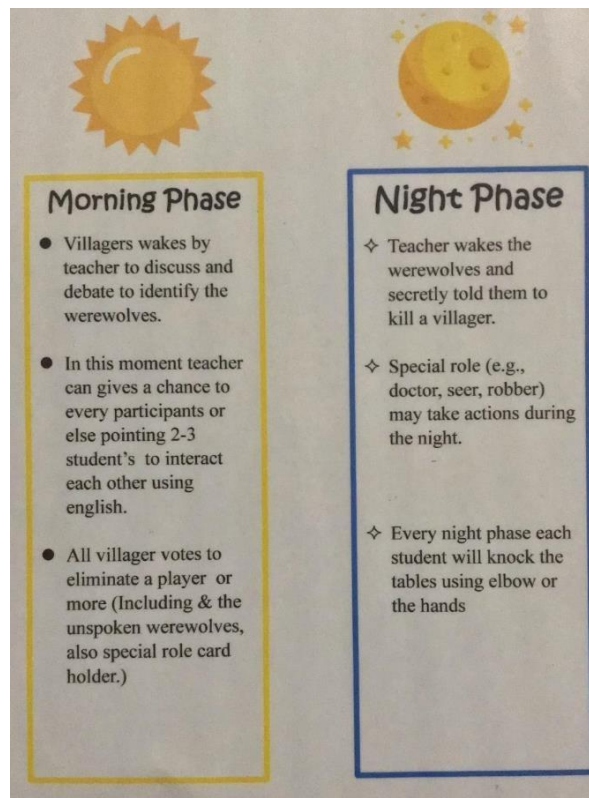 Morning Phase
● Villagers wakes by
teacher to discuss and
debate to identify the
werewolves.
● In this moment teacher
can gives a chance to
every participants or
else pointing 2-3
student's to interact
each other using
english.
● All villager votes to
eliminate a player or
more (Including & the
unspoken werewolves,
also special role card
holder.)
Night Phase
✧ Teacher wakes the
werewolves and
secretly told them to
kill a villager.
✧ Special role (e.g.,
doctor, seer, robber)
may take actions during
the night.
✧ Every night phase each
student will knock the
tables using elbow or
the hands